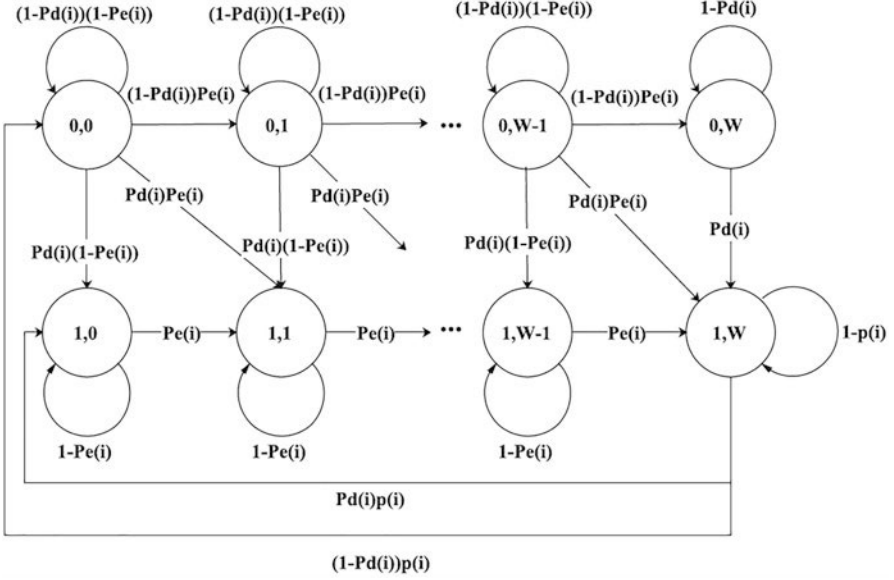 (1-Pd(i))(1-Pe(i))
(1-Pd(i))(1-Pe(i))
(1-Pd(i))(1-Pe(i))
1-Pd(i)
(1-Pd(i))Pe(i)
(1-Pd(i))Pe(i)
(1-Pd(i))Pe(i)
0,0
0,1
...
0,W-1
0,W
Pd(i)Pe(i)
Pd(i)Pe(i)
Pd(i)Pe(i)
Pd(i)
Pd(i)(1-Pe(i))
Pd(i)(1-Pe(i))
Pd(i)(1-Pe(i))
1,0
Pe(i)
1,1
Pe(i)
...
1,W-1
Pe(i)
1,W
1-p(i)
1-Pe(i)
1-Pe(i)
1-Pe(i)
Pd(i)p(i)
(1-Pd(i))p(i)